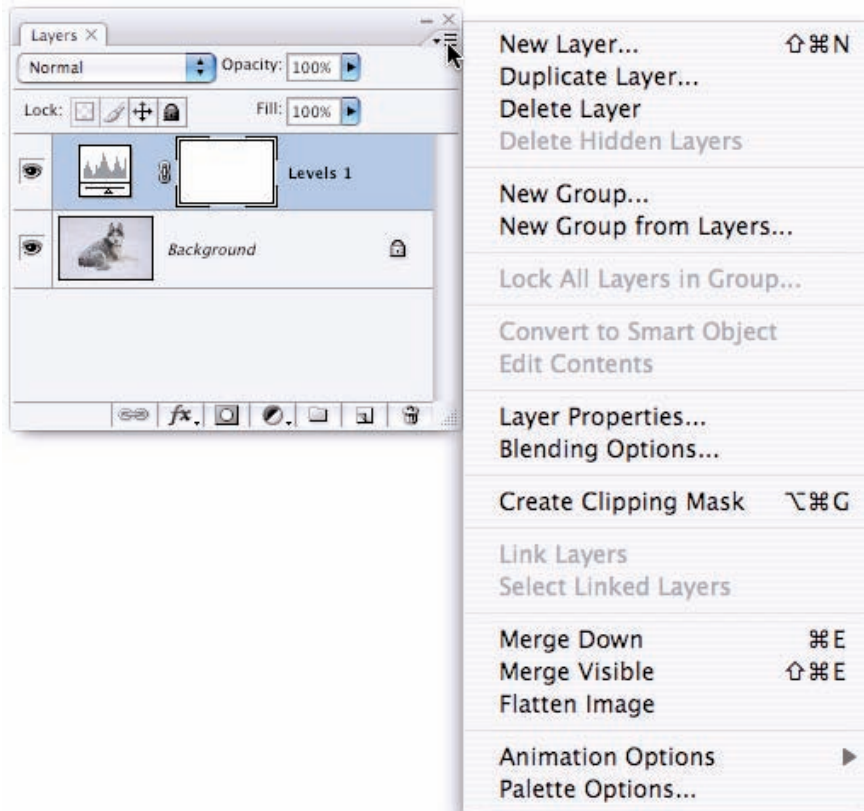 Layers
Normal
Opacity: 100%
Lock:
Fill: 100%
Levels 1
Background
fx
New Layer... ⇧⌘N
Duplicate Layer...
Delete Layer
Delete Hidden Layers
New Group...
New Group from Layers...
Lock All Layers in Group...
Convert to Smart Object
Edit Contents
Layer Properties...
Blending Options...
Create Clipping Mask ⌥⌘G
Link Layers
Select Linked Layers
Merge Down ⌘E
Merge Visible ⇧⌘E
Flatten Image
Animation Options
Palette Options...